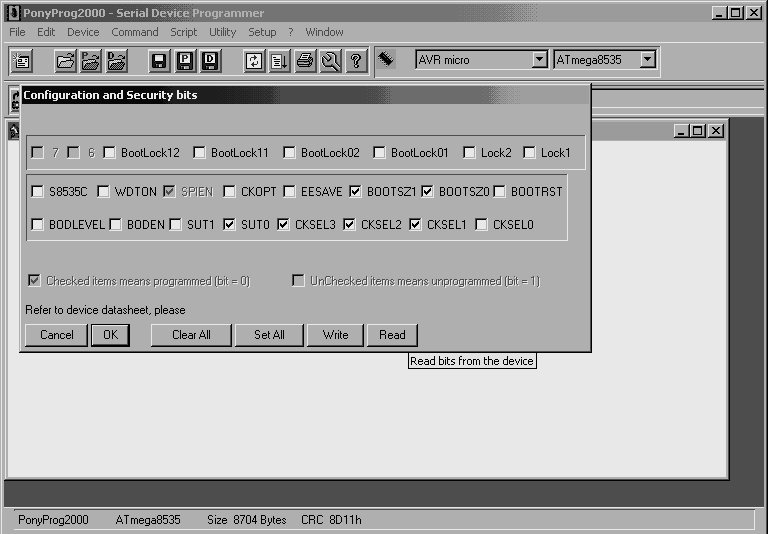 PonyProg2000 - Serial Device Programmer
File Edit Device Command Script Utility Setup ? Window
AVR micro ATmega8535
Configuration and Security bits
7 6 BootLock12 BootLock11 BootLock02 BootLock01 Lock2 Lock1
S8535C WDTON SPIEN CKOPT EESAVE BOOTSZ1 BOOTSZ0 BOOTRST
BODLEVEL BODEN SUT1 SUT0 CKSEL3 CKSEL2 CKSEL1 CKSEL0
Checked items means programmed (bit = 0) UnChecked items means unprogrammed (bit = 1)
Refer to device datasheet, please
Cancel OK Clear All Set All Write Read
Read bits from the device
PonyProg2000 ATmega8535 Size 8704 Bytes CRC 8D11h